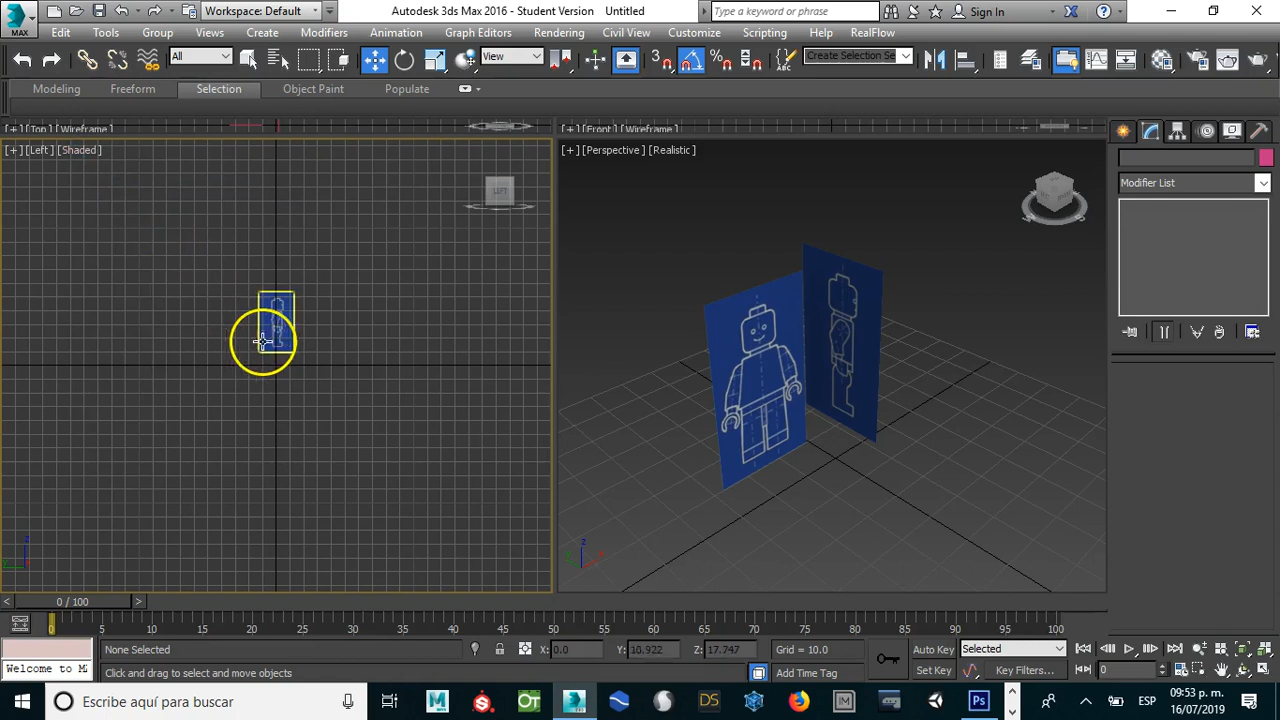 Workspace: Default
Autodesk 3ds Max 2016 - Student Version Untitled
Type a keyword or phrase
Sign In
MAX
Edit Tools Group Views Create Modifiers Animation Graph Editors Rendering Civil View Customize Scripting Help RealFlow
All
View
3
Create Selection Se
Modeling Freeform Selection Object Paint Populate
[+] [Top] [Wireframe]
[+] [Front] [Wireframe]
[+] [Left] [Shaded]
LEFT
[+] [Perspective] [Realistic]
Modifier List
z
z
0 / 100
0 5 10 15 20 25 30 35 40 45 50 55 60 65 70 75 80 85 90 95 100
None Selected
X: 0.0
Y: 10.922
Z: 17.747
Grid = 10.0
Auto Key
Selected
Welcome to M
Click and drag to select and move objects
Add Time Tag
Set Key
Key Filters...
0
Escribe aquí para buscar
ESP
09:33 p. m.
16/07/2019